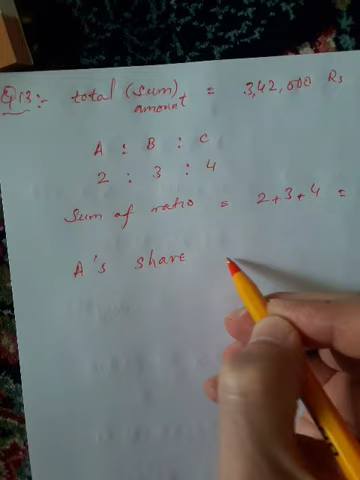 Q13:- total (sum) amount = 3,42,000 Rs
A : B : C
2 : 3 : 4
Sum of ratio = 2+3+4 =
A's share